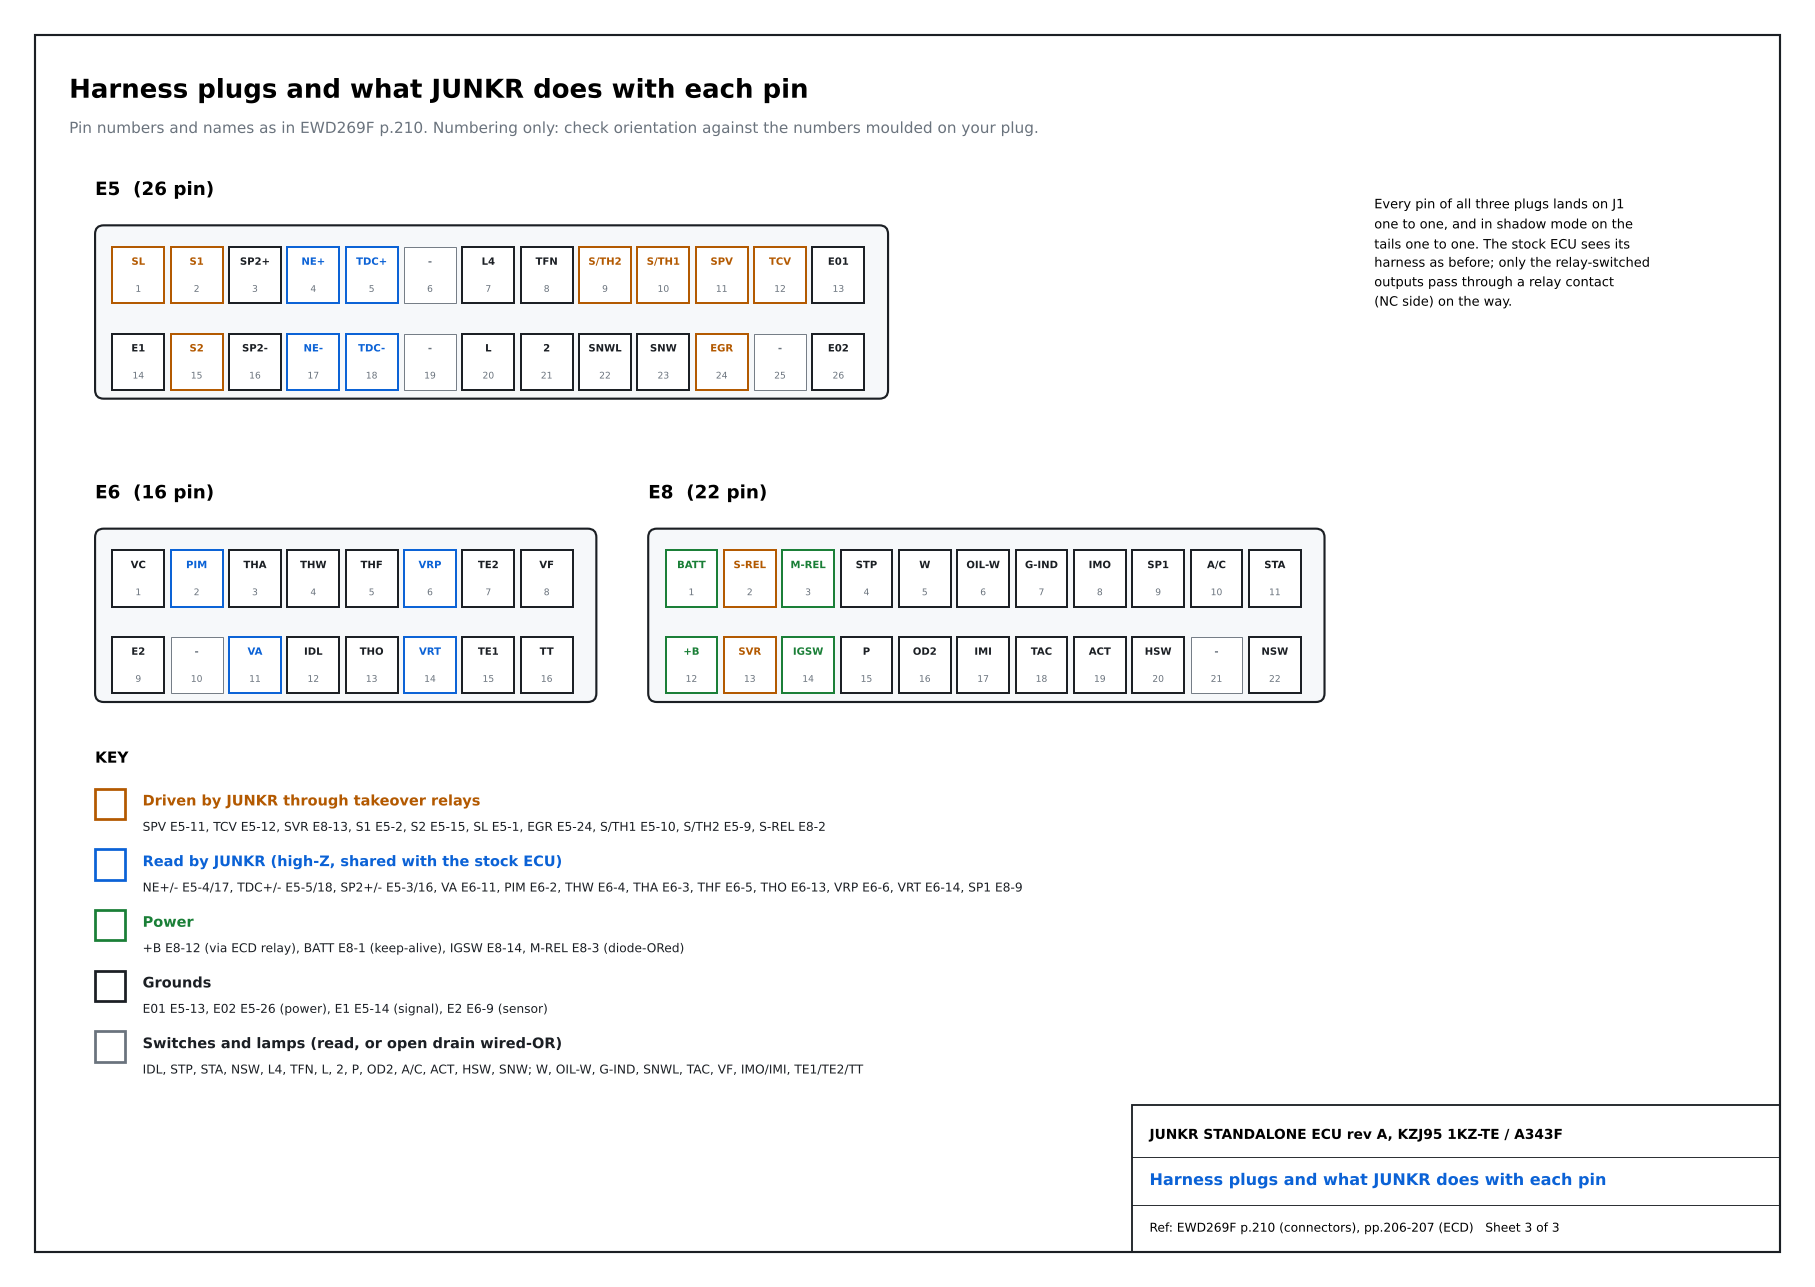 Harness plugs and what JUNKR does with each pin
Pin numbers and names as in EWD269F p.210. Numbering only: check orientation against the numbers moulded on your plug.
E5 (26 pin)
SL S1 SP2+ NE+ TDC+ - L4 TFN S/TH2 S/TH1 SPV TCV E01
1 2 3 4 5 6 7 8 9 10 11 12 13
E1 S2 SP2- NE- TDC- - L 2 SNWL SNW EGR - E02
14 15 16 17 18 19 20 21 22 23 24 25 26
Every pin of all three plugs lands on J1
one to one, and in shadow mode on the
tails one to one. The stock ECU sees its
harness as before; only the relay-switched
outputs pass through a relay contact
(NC side) on the way.
E6 (16 pin)
VC PIM THA THW THF VRP TE2 VF
1 2 3 4 5 6 7 8
E2 - VA IDL THO VRT TE1 TT
9 10 11 12 13 14 15 16
E8 (22 pin)
BATT S-REL M-REL STP W OIL-W G-IND IMO SP1 A/C STA
1 2 3 4 5 6 7 8 9 10 11
+B SVR IGSW P OD2 IMI TAC ACT HSW - NSW
12 13 14 15 16 17 18 19 20 21 22
KEY
Driven by JUNKR through takeover relays
SPV E5-11, TCV E5-12, SVR E8-13, S1 E5-2, S2 E5-15, SL E5-1, EGR E5-24, S/TH1 E5-10, S/TH2 E5-9, S-REL E8-2
Read by JUNKR (high-Z, shared with the stock ECU)
NE+/- E5-4/17, TDC+/- E5-5/18, SP2+/- E5-3/16, VA E6-11, PIM E6-2, THW E6-4, THA E6-3, THF E6-5, THO E6-13, VRP E6-6, VRT E6-14, SP1 E8-9
Power
+B E8-12 (via ECD relay), BATT E8-1 (keep-alive), IGSW E8-14, M-REL E8-3 (diode-ORed)
Grounds
E01 E5-13, E02 E5-26 (power), E1 E5-14 (signal), E2 E6-9 (sensor)
Switches and lamps (read, or open drain wired-OR)
IDL, STP, STA, NSW, L4, TFN, L, 2, P, OD2, A/C, ACT, HSW, SNW; W, OIL-W, G-IND, SNWL, TAC, VF, IMO/IMI, TE1/TE2/TT
JUNKR STANDALONE ECU rev A, KZJ95 1KZ-TE / A343F
Harness plugs and what JUNKR does with each pin
Ref: EWD269F p.210 (connectors), pp.206-207 (ECD) Sheet 3 of 3